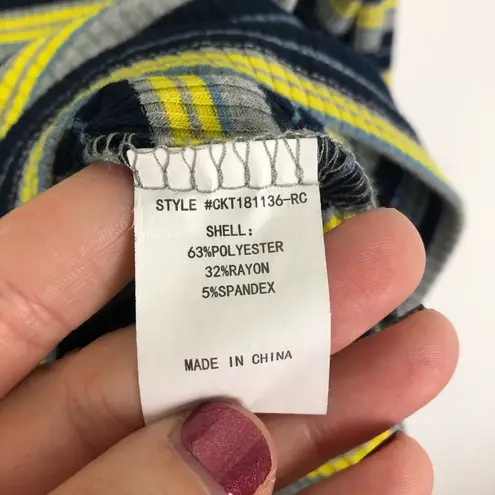 STYLE #CKT181136-RC
SHELL:
63%POLYESTER
32%RAYON
5%SPANDEX
MADE IN CHINA